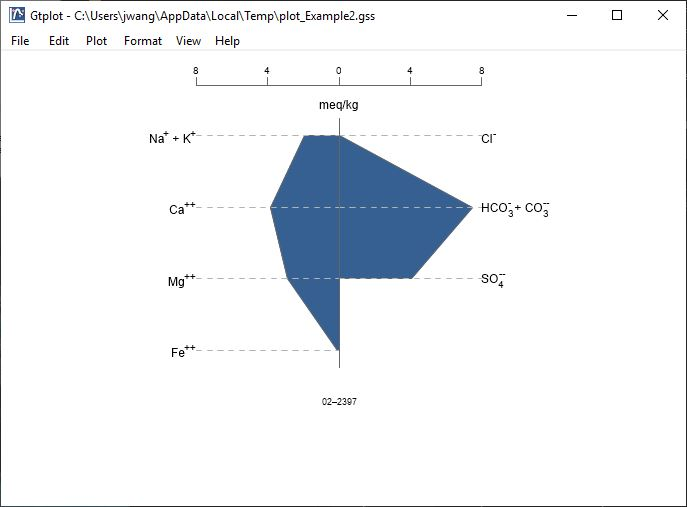 Gtplot - C:\Users\jwang\AppData\Local\Temp\plot_Example2.gss
File Edit Plot Format View Help
8 4 0 4 8
meq/kg
Na⁺ + K⁺ Cl⁻
Ca⁺⁺ HCO₃⁻ + CO₃⁻⁻
Mg⁺⁺ SO₄⁻⁻
Fe⁺⁺
02–2397